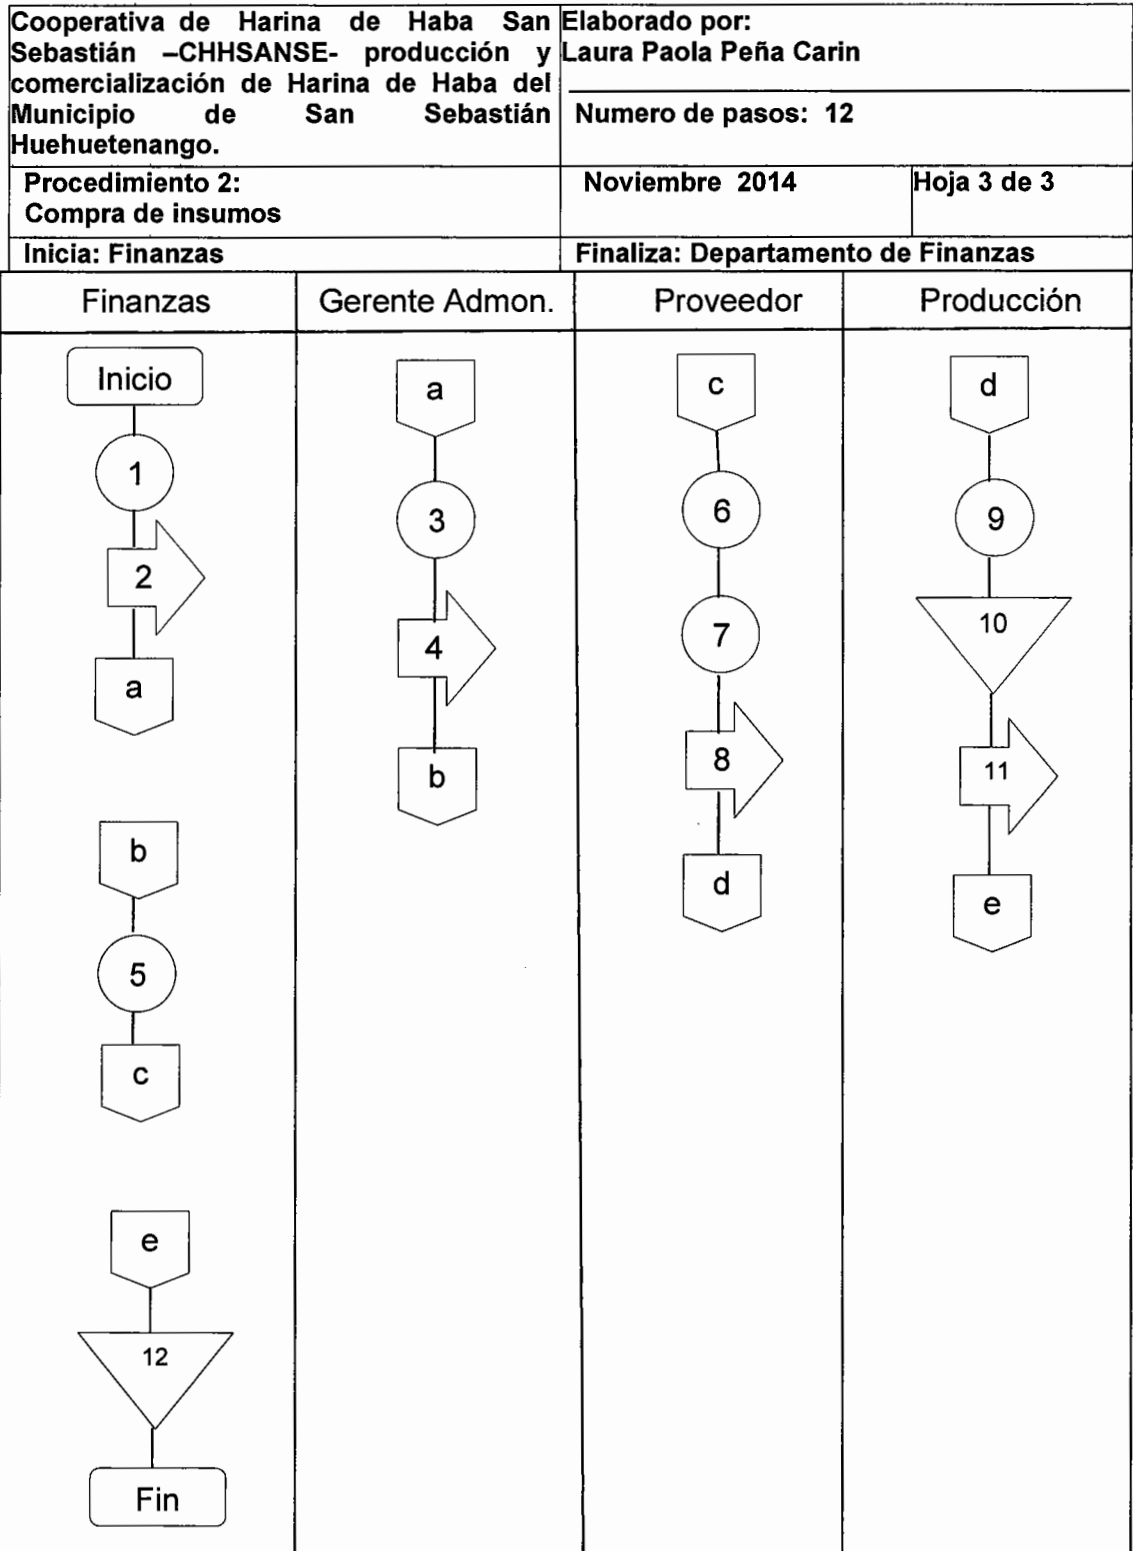 Cooperativa de Harina de Haba San
Sebastián –CHHSANSE- producción y
comercialización de Harina de Haba del
Municipio de San Sebastián
Huehuetenango.
Elaborado por:
Laura Paola Peña Carin
Numero de pasos: 12
Procedimiento 2:
Compra de insumos
Noviembre 2014
Hoja 3 de 3
Inicia: Finanzas
Finaliza: Departamento de Finanzas
Finanzas
Gerente Admon.
Proveedor
Producción
Inicio
1
2
a
b
5
c
e
12
Fin
a
3
4
b
c
6
7
8
d
d
9
10
11
e